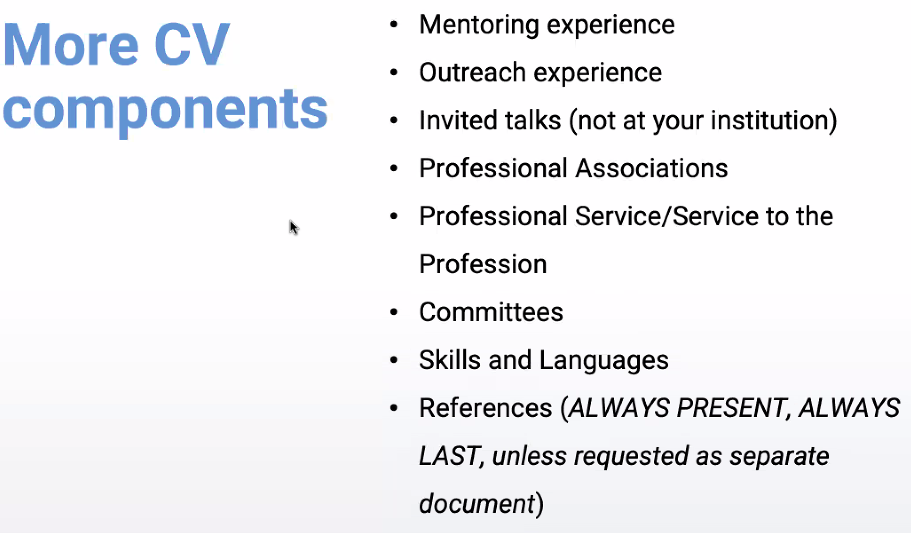 More CV
components
• Mentoring experience
• Outreach experience
• Invited talks (not at your institution)
• Professional Associations
• Professional Service/Service to the
Profession
• Committees
• Skills and Languages
• References (ALWAYS PRESENT, ALWAYS
LAST, unless requested as separate
document)